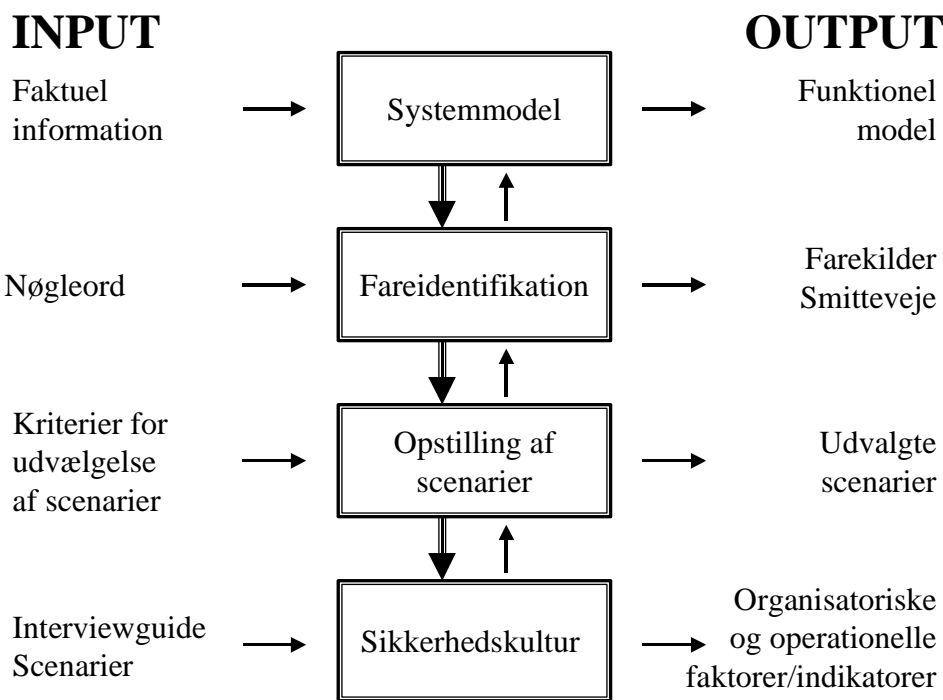 INPUT
OUTPUT
Faktuel
information
Systemmodel
Funktionel
model
Nøgleord
Fareidentifikation
Farekilder
Smitteveje
Kriterier for
udvælgelse
af scenarier
Opstilling af
scenarier
Udvalgte
scenarier
Interviewguide
Scenarier
Sikkerhedskultur
Organisatoriske
og operationelle
faktorer/indikatorer